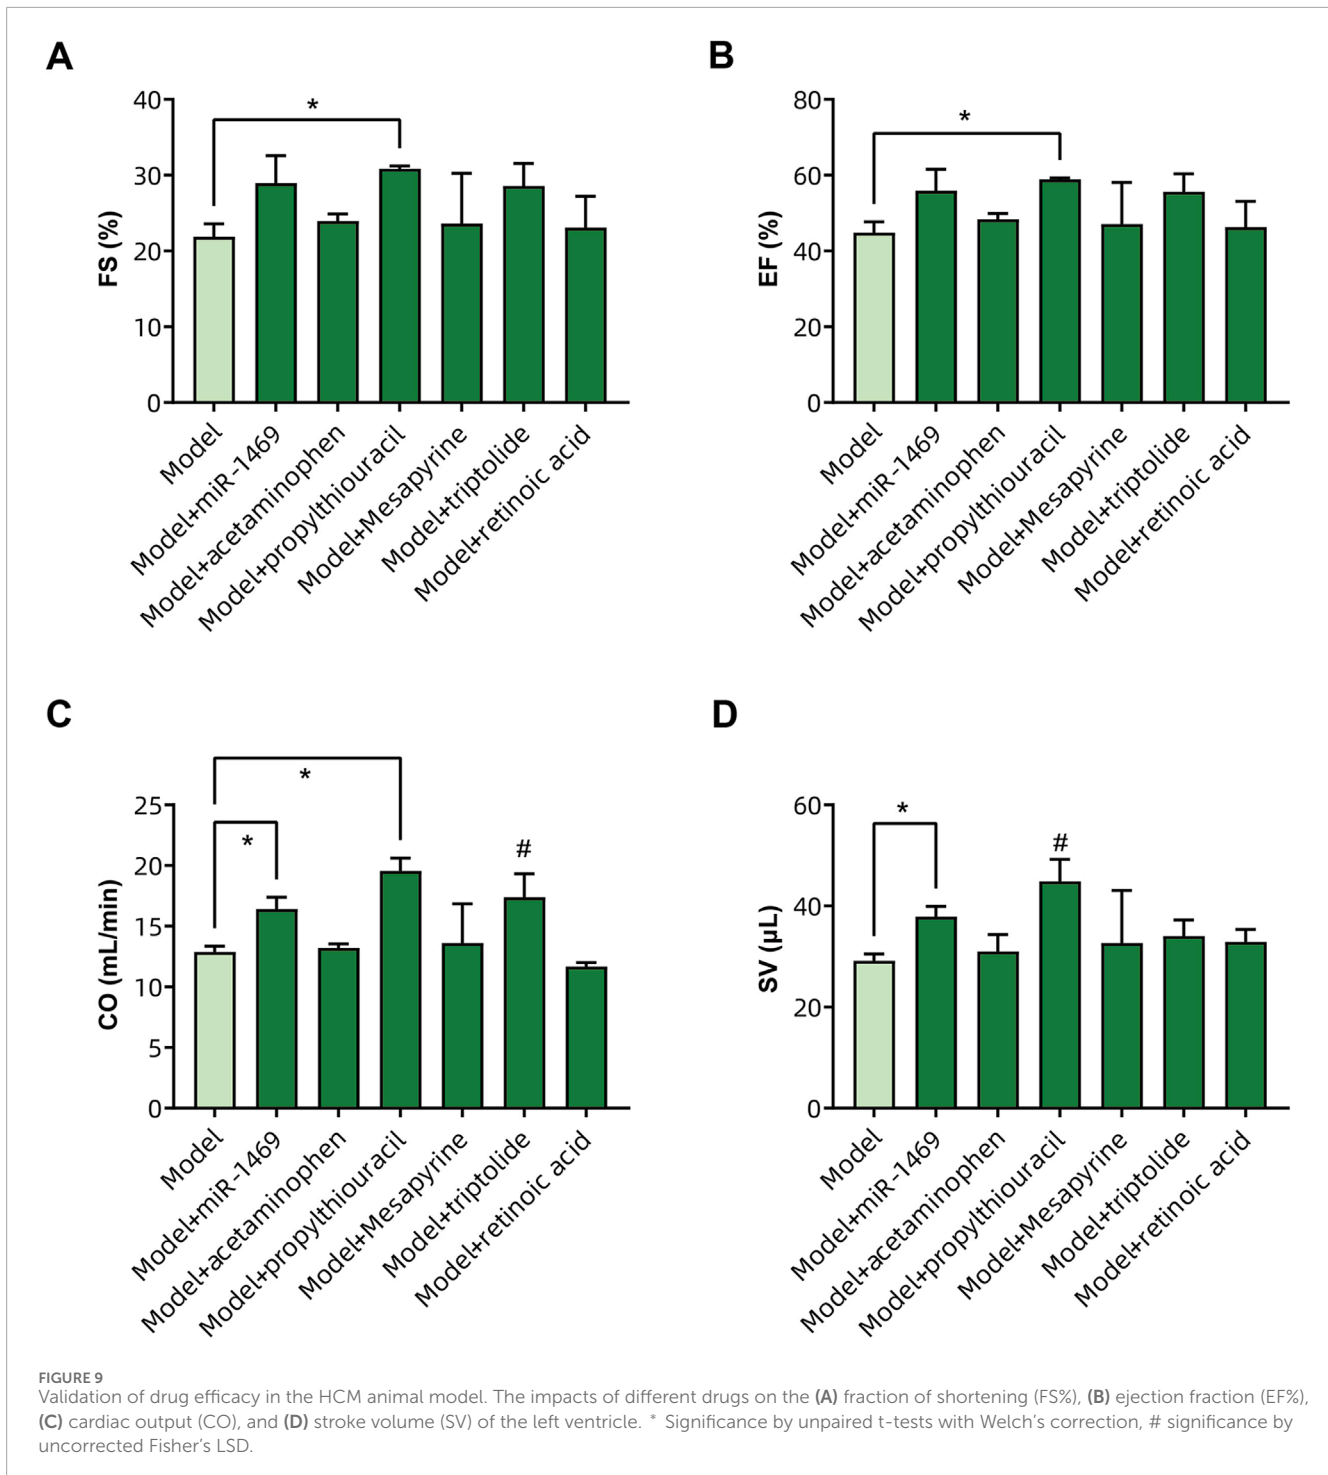 A
*
40
30
20
10
0
FS (%)
Model
Model+miR-1469
Model+acetaminophen
Model+propylthiouracil
Model+Mesapyrine
Model+triptolide
Model+retinoic acid
B
*
80
60
40
20
0
EF (%)
Model
Model+miR-1469
Model+acetaminophen
Model+propylthiouracil
Model+Mesapyrine
Model+triptolide
Model+retinoic acid
C
*
*
#
25
20
15
10
5
0
CO (mL/min)
Model
Model+miR-1469
Model+acetaminophen
Model+propylthiouracil
Model+Mesapyrine
Model+triptolide
Model+retinoic acid
D
*
#
60
40
20
0
SV (µL)
Model
Model+miR-1469
Model+acetaminophen
Model+propylthiouracil
Model+Mesapyrine
Model+triptolide
Model+retinoic acid
FIGURE 9
Validation of drug efficacy in the HCM animal model. The impacts of different drugs on the (A) fraction of shortening (FS%), (B) ejection fraction (EF%),
(C) cardiac output (CO), and (D) stroke volume (SV) of the left ventricle. * Significance by unpaired t-tests with Welch's correction, # significance by
uncorrected Fisher's LSD.